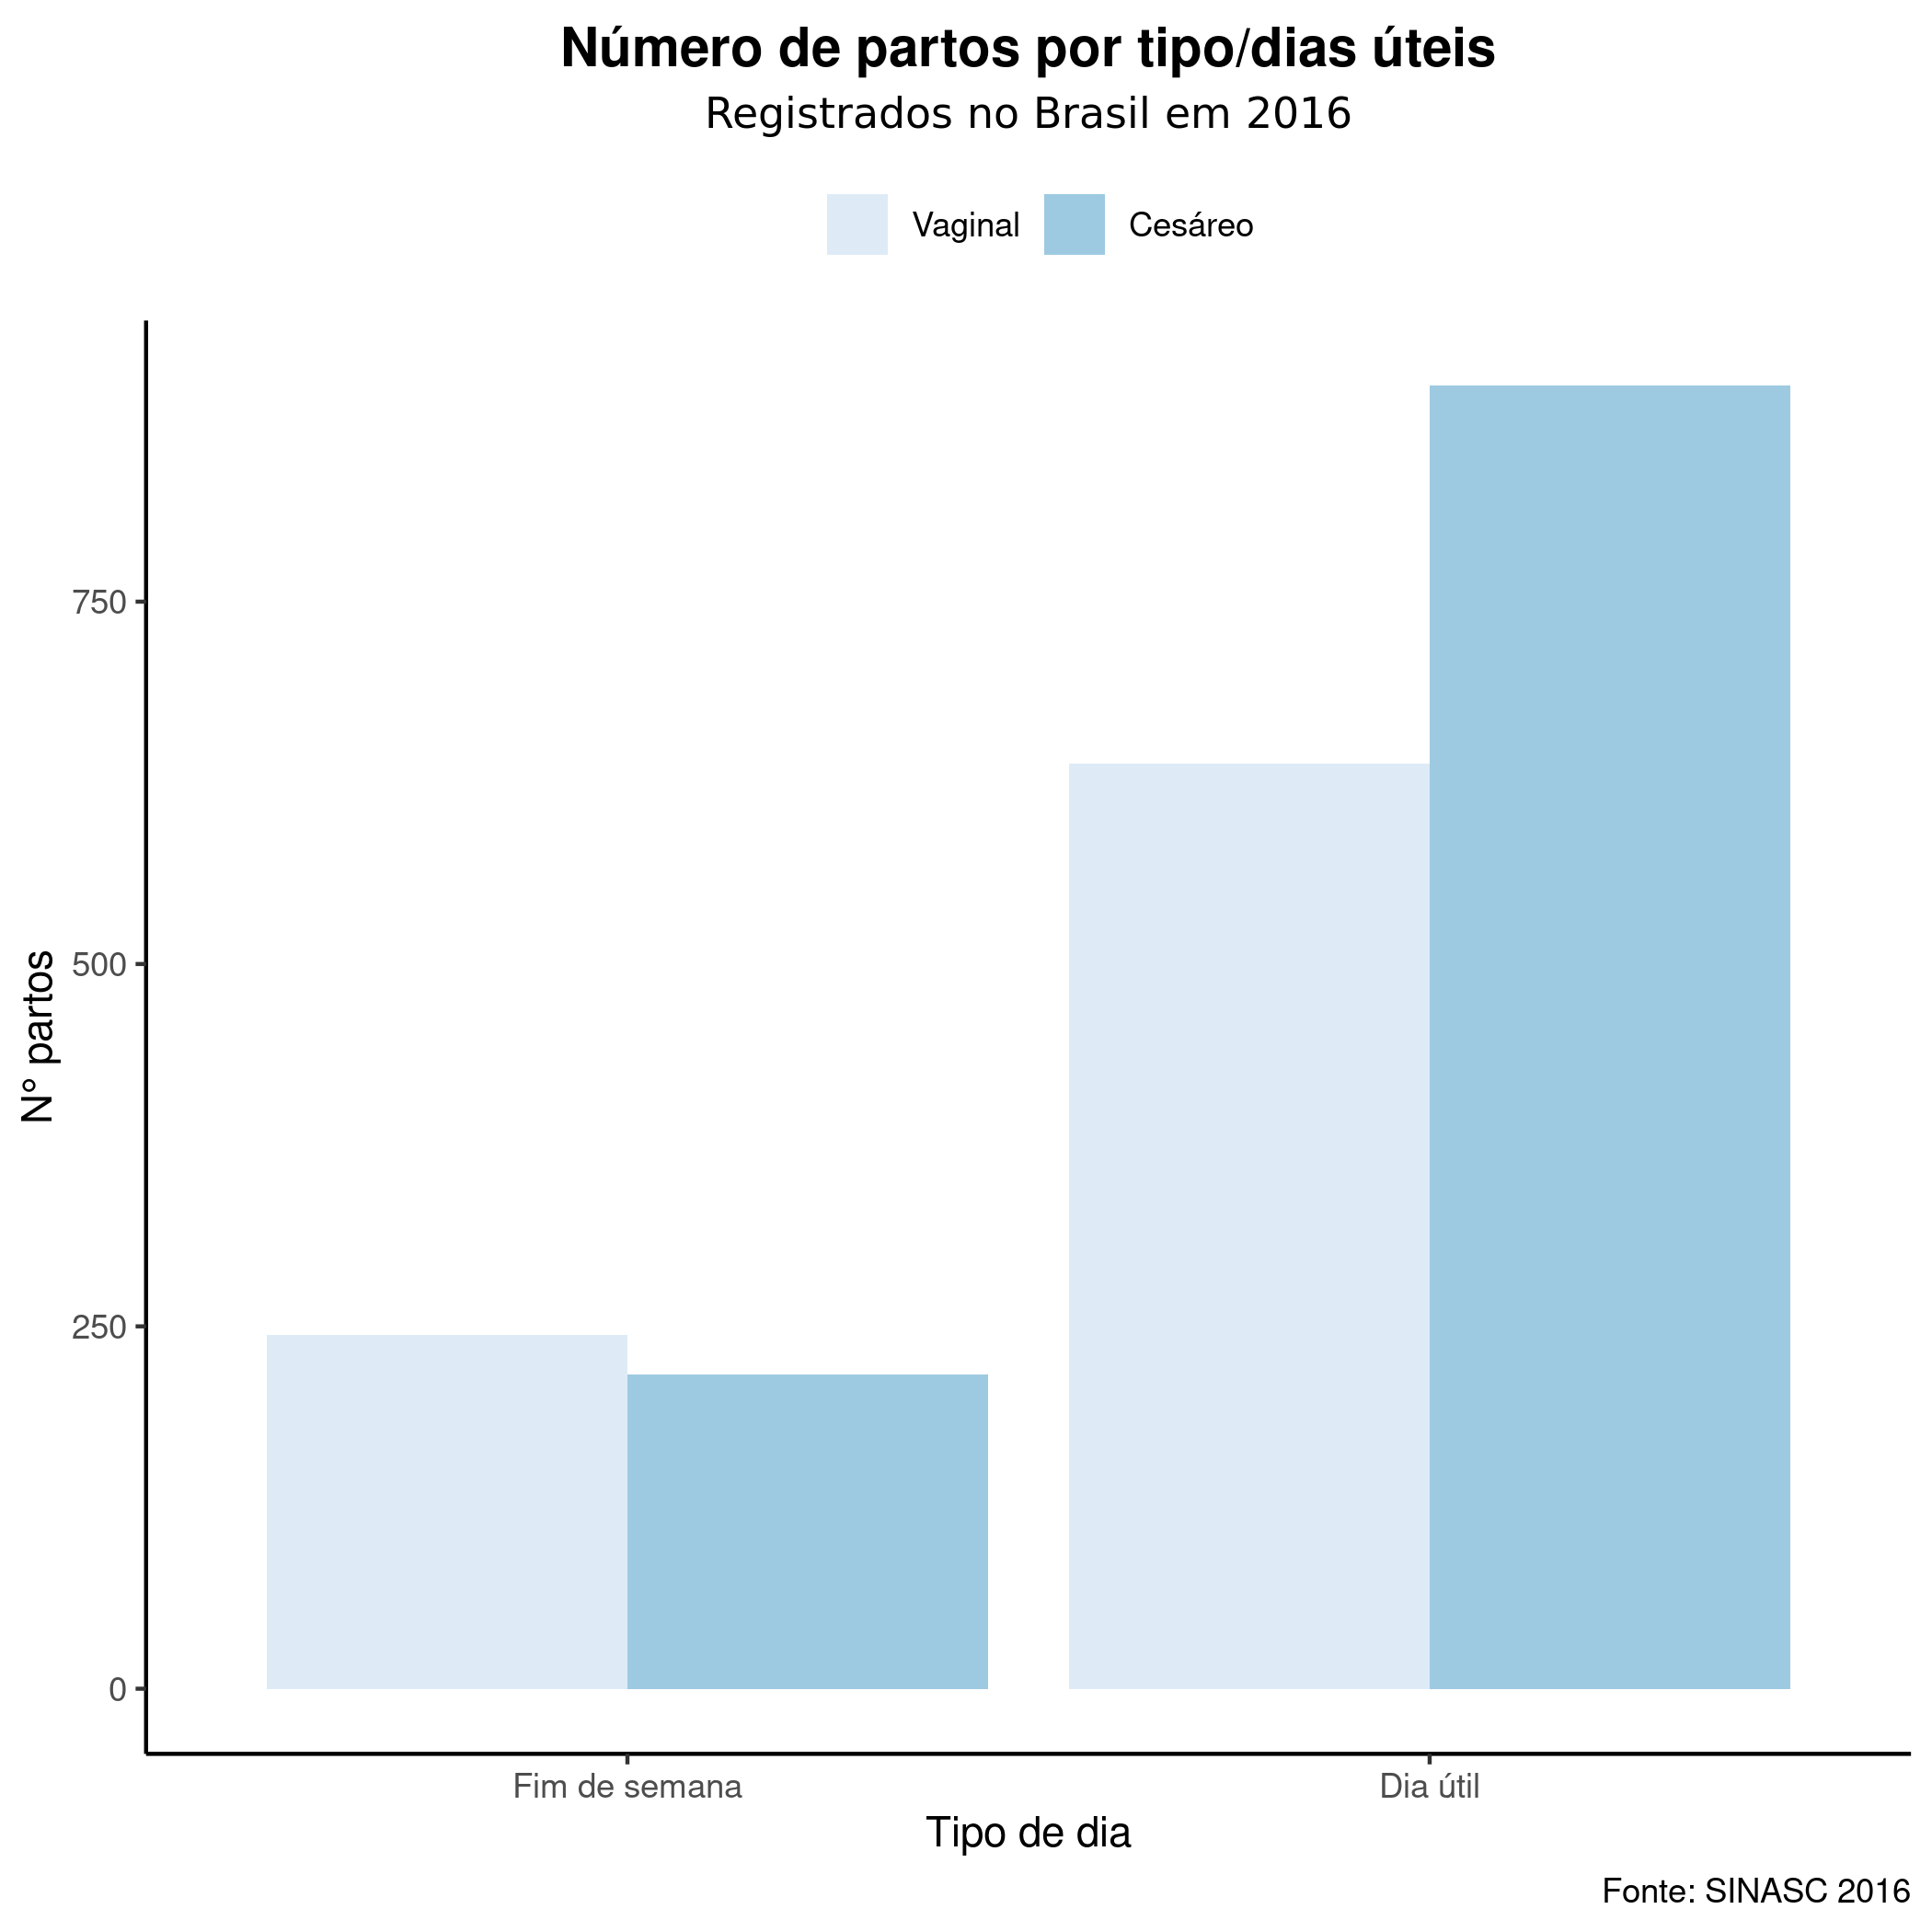 Número de partos por tipo/dias úteis
Registrados no Brasil em 2016
Vaginal
Cesáreo
750
500
250
0
N° partos
Fim de semana
Dia útil
Tipo de dia
Fonte: SINASC 2016